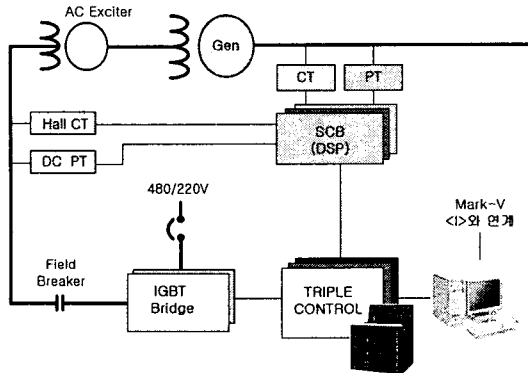 AC Exciter
Gen
CT
PT
Hall CT
SCB
(DSP)
DC PT
480/220V
Mark-V
<I>와 연계
Field
Breaker
IGBT
Bridge
TRIPLE
CONTROL